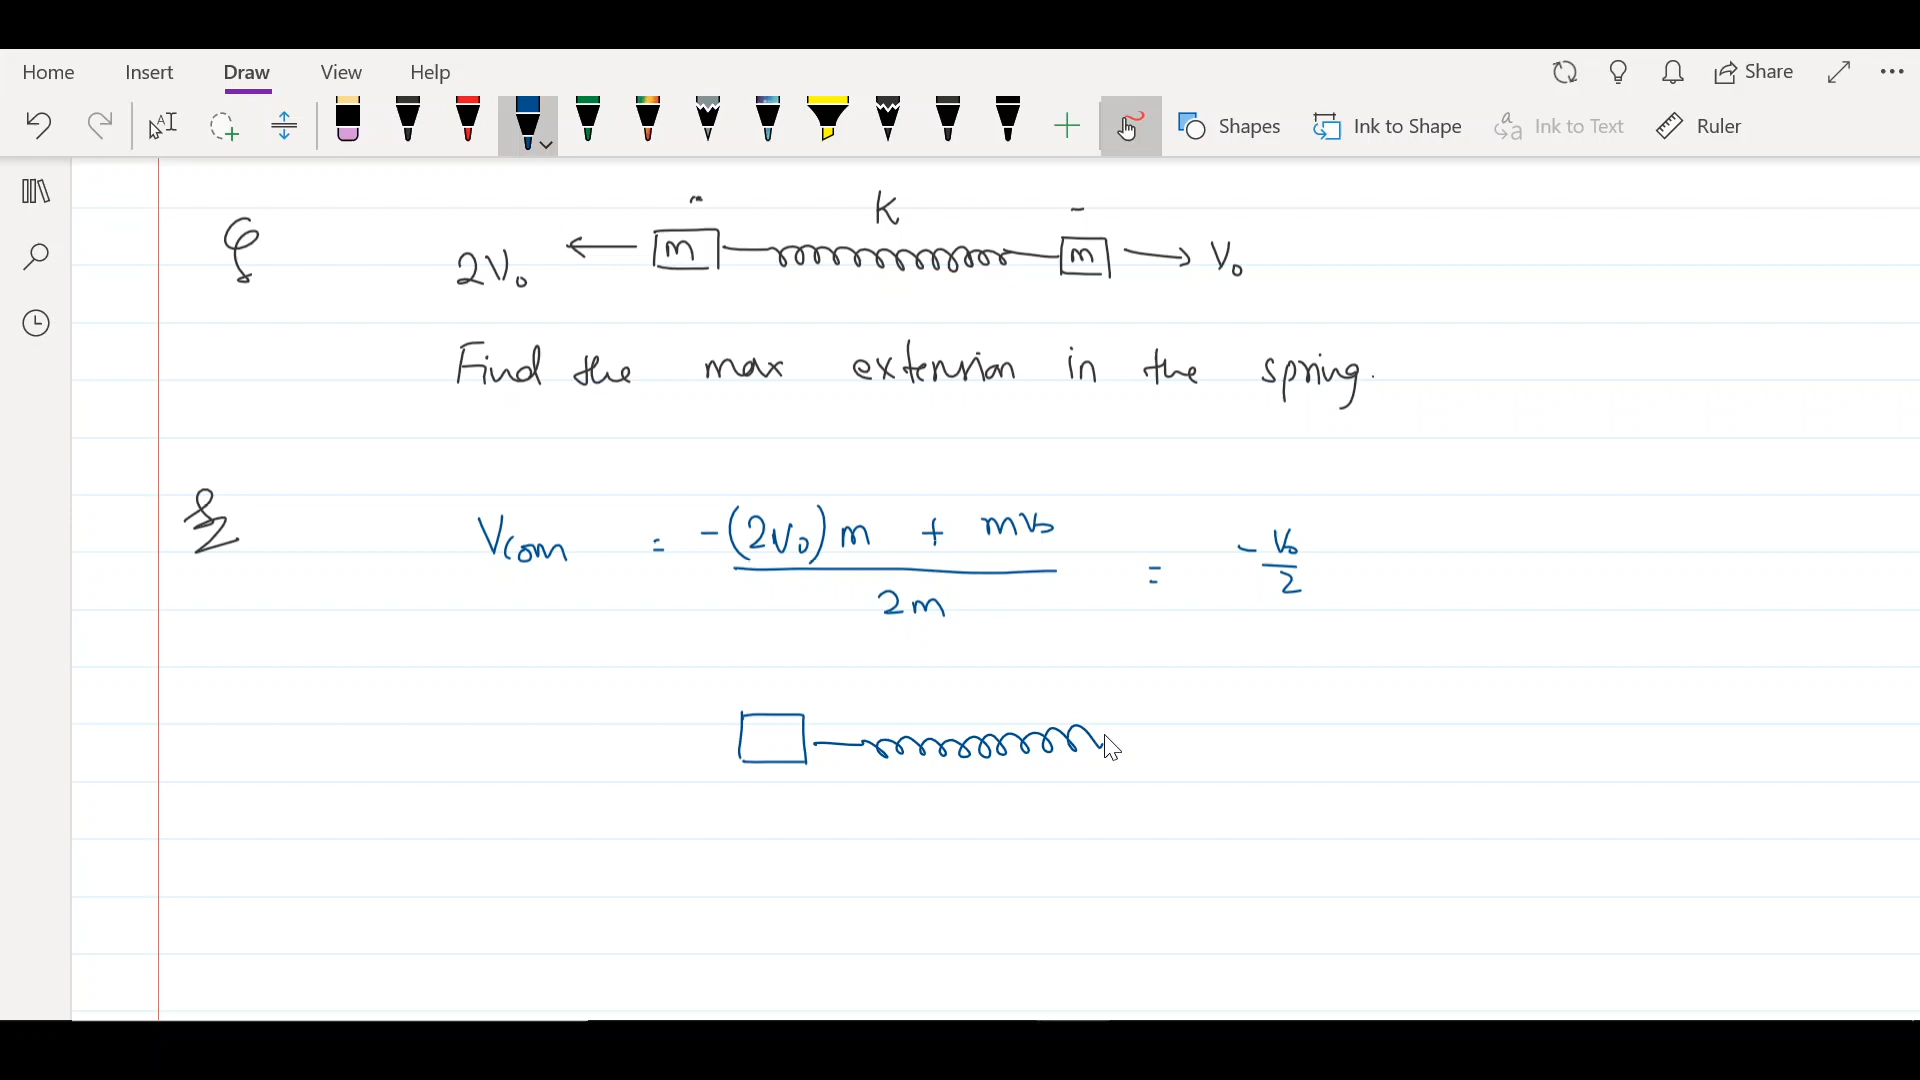 Home Insert Draw View Help Share
Shapes Ink to Shape Ink to Text Ruler
K
2V₀ ← m m → V₀
Find the max extension in the spring.
Vcom = -(2v₀)m + mv₀ / 2m = -v₀/2